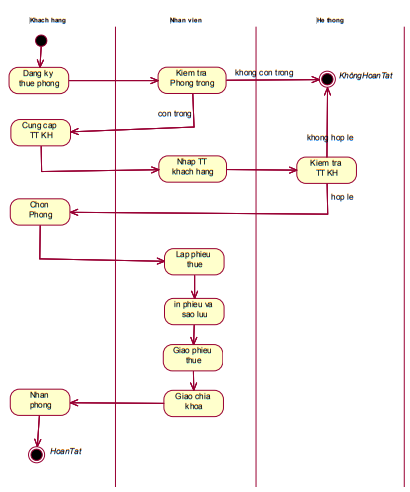 Khach hang
Nhan vien
He thong
Dang ky
thue phong
Kiem tra
Phong trong
khong con trong
KhôngHoanTat
con trong
Cung cap
TT KH
khong hop le
Nhap TT
khach hang
Kiem tra
TT KH
hop le
Chon
Phong
Lap phieu
thue
in phieu va
sao luu
Giao phieu
thue
Nhan
phong
Giao chia
khoa
HoanTat